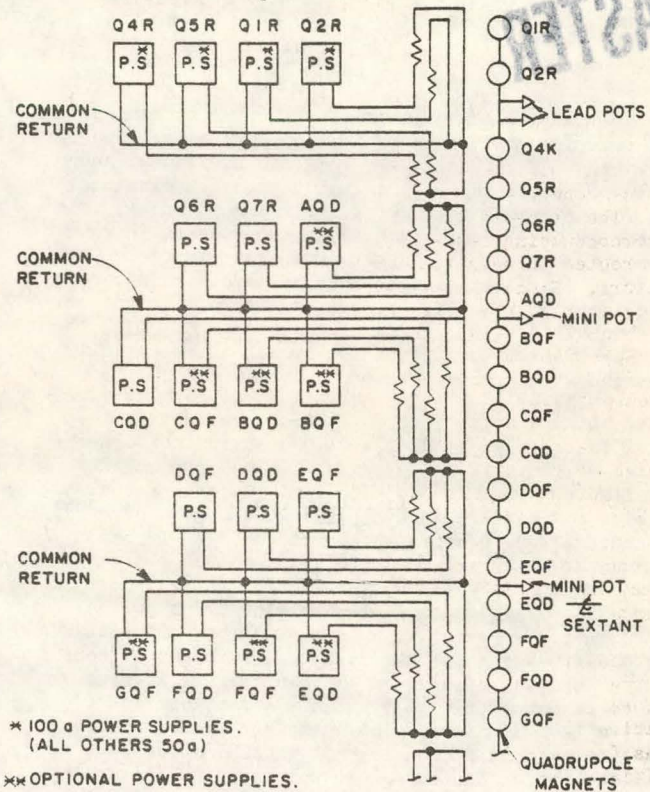 Q4R Q5R Q1R Q2R
P.S* P.S* P.S* P.S*
COMMON
RETURN
Q6R Q7R AQD
P.S P.S P.S**
COMMON
RETURN
P.S P.S** P.S** P.S**
CQD CQF BQD BQF
DQF DQD EQF
P.S P.S P.S
COMMON
RETURN
P.S** P.S P.S** P.S**
GQF FQD FQF EQD
* 100 a POWER SUPPLIES.
(ALL OTHERS 50a)
** OPTIONAL POWER SUPPLIES.
Q1R
Q2R
LEAD POTS
Q4K
Q5R
Q6R
Q7R
AQD
MINI POT
BQF
BQD
CQF
CQD
DQF
DQD
EQF
MINI POT
EQD
SEXTANT
FQF
FQD
GQF
QUADRUPOLE
MAGNETS